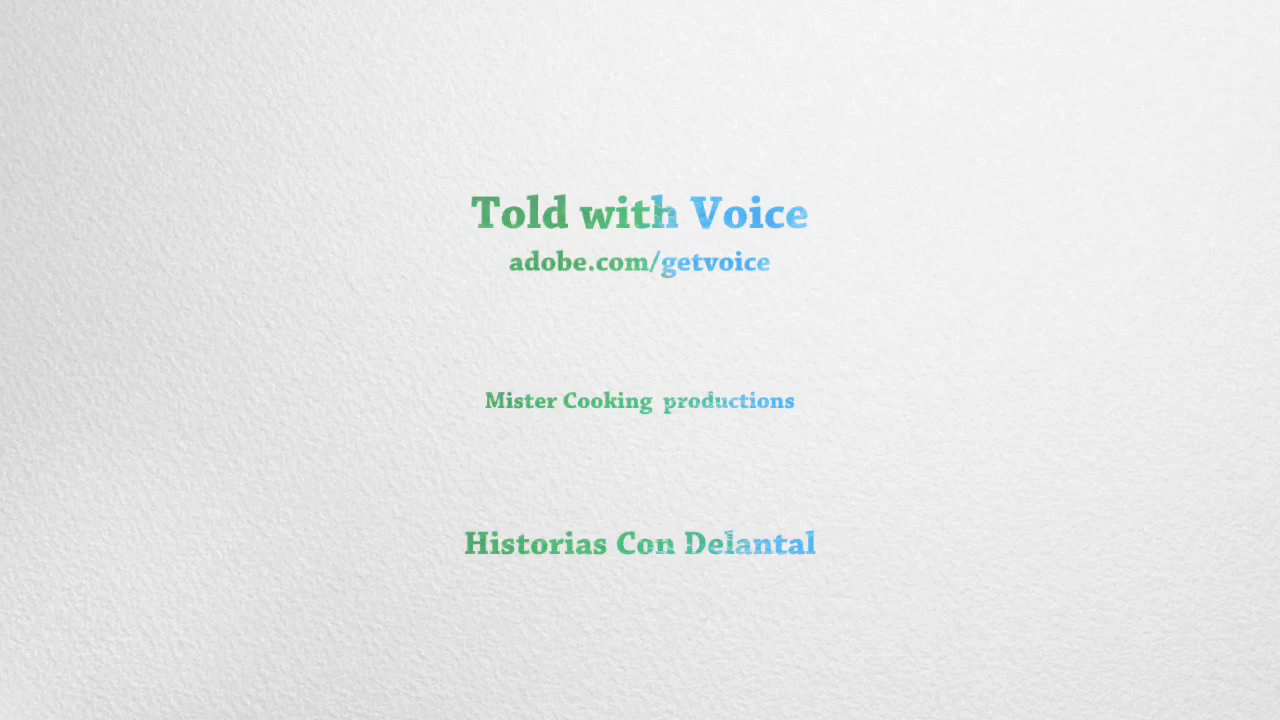 Told with Voice
adobe.com/getvoice
Mister Cooking productions
Historias Con Delantal